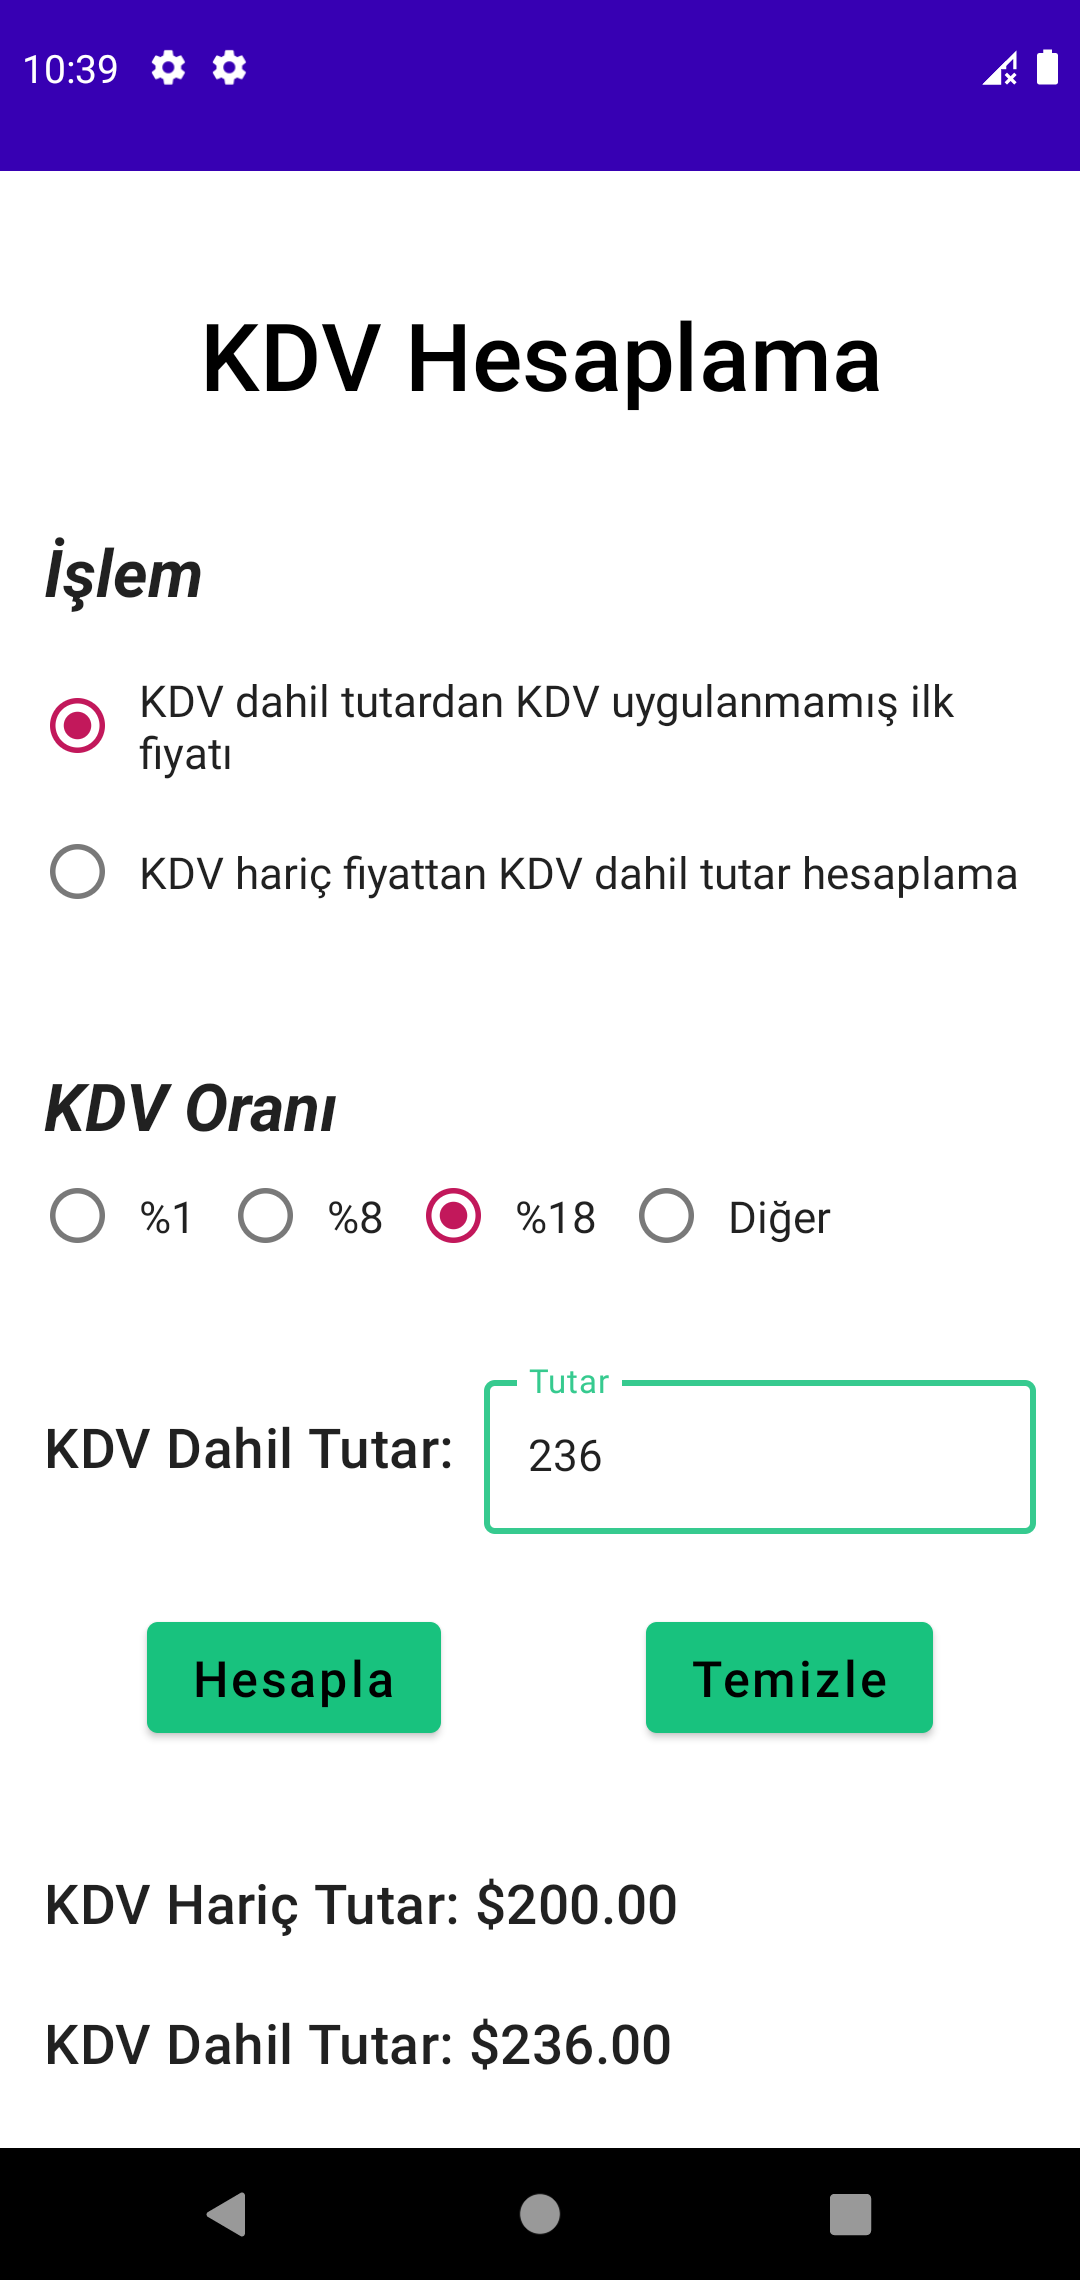 10:39
KDV Hesaplama
İşlem
KDV dahil tutardan KDV uygulanmamış ilk
fiyatı
KDV hariç fiyattan KDV dahil tutar hesaplama
KDV Oranı
%1 %8 %18 Diğer
Tutar
KDV Dahil Tutar: 236
Hesapla Temizle
KDV Hariç Tutar: $200.00
KDV Dahil Tutar: $236.00